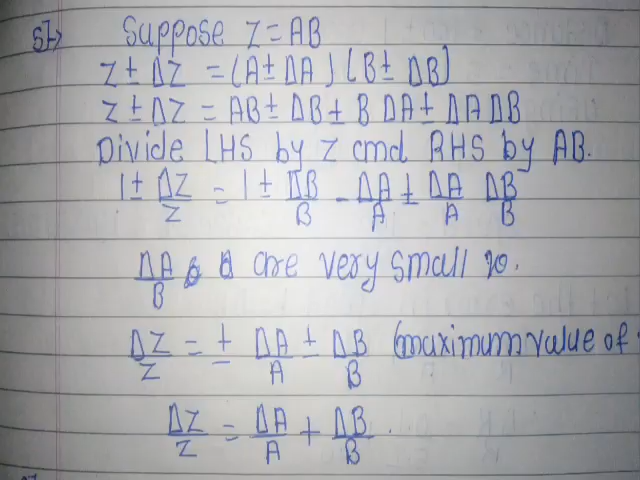 57>
Suppose Z = AB
Z ± ΔZ = (A ± ΔA) (B ± ΔB)
Z ± ΔZ = AB ± ΔB ± B ΔA ± ΔA ΔB
Divide LHS by Z and RHS by AB.
1 ± ΔZ/Z = 1 ± ΔB/B - ΔA/A ± ΔA/A ΔB/B
ΔA/B are very small
ΔZ/Z = ± ΔA/A ± ΔB/B (maximum value of
ΔZ/Z = ΔA/A + ΔB/B.